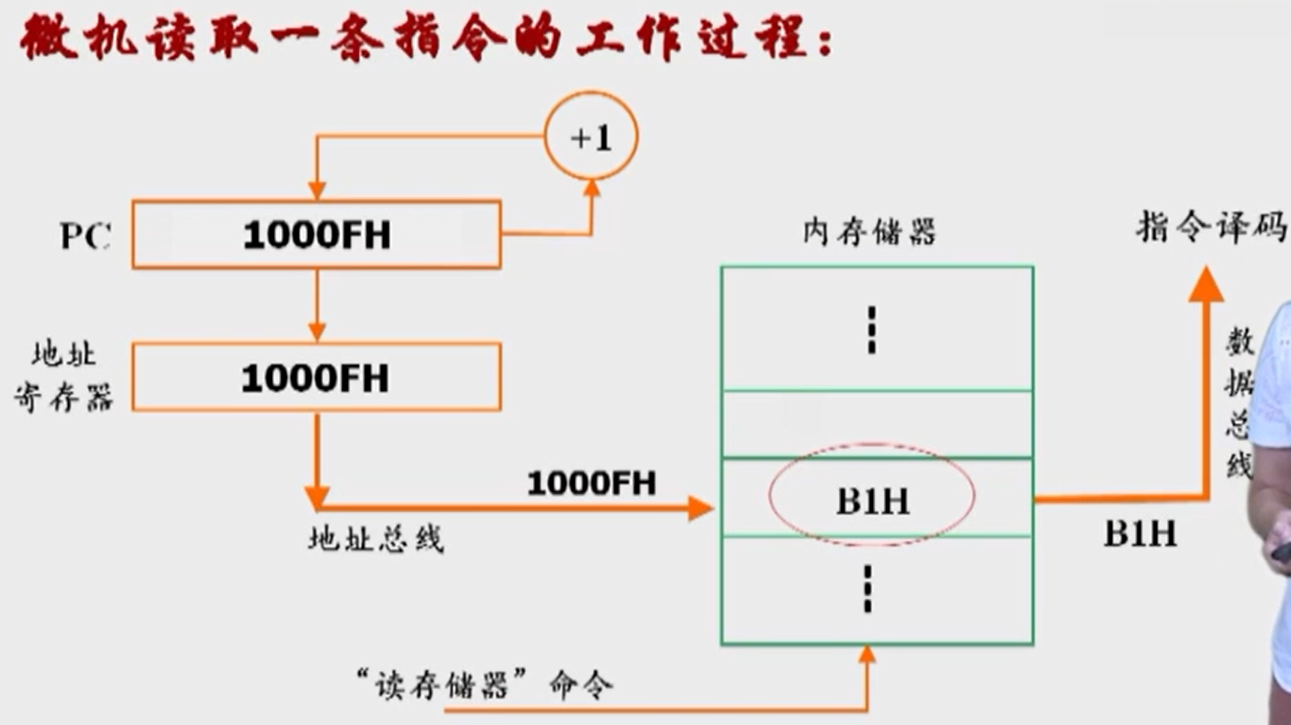 微机读取一条指令的工作过程：
+1
PC
1000FH
内存储器
指令译码
地址
寄存器
1000FH
数据总线
1000FH
B1H
地址总线
B1H
“读存储器”命令